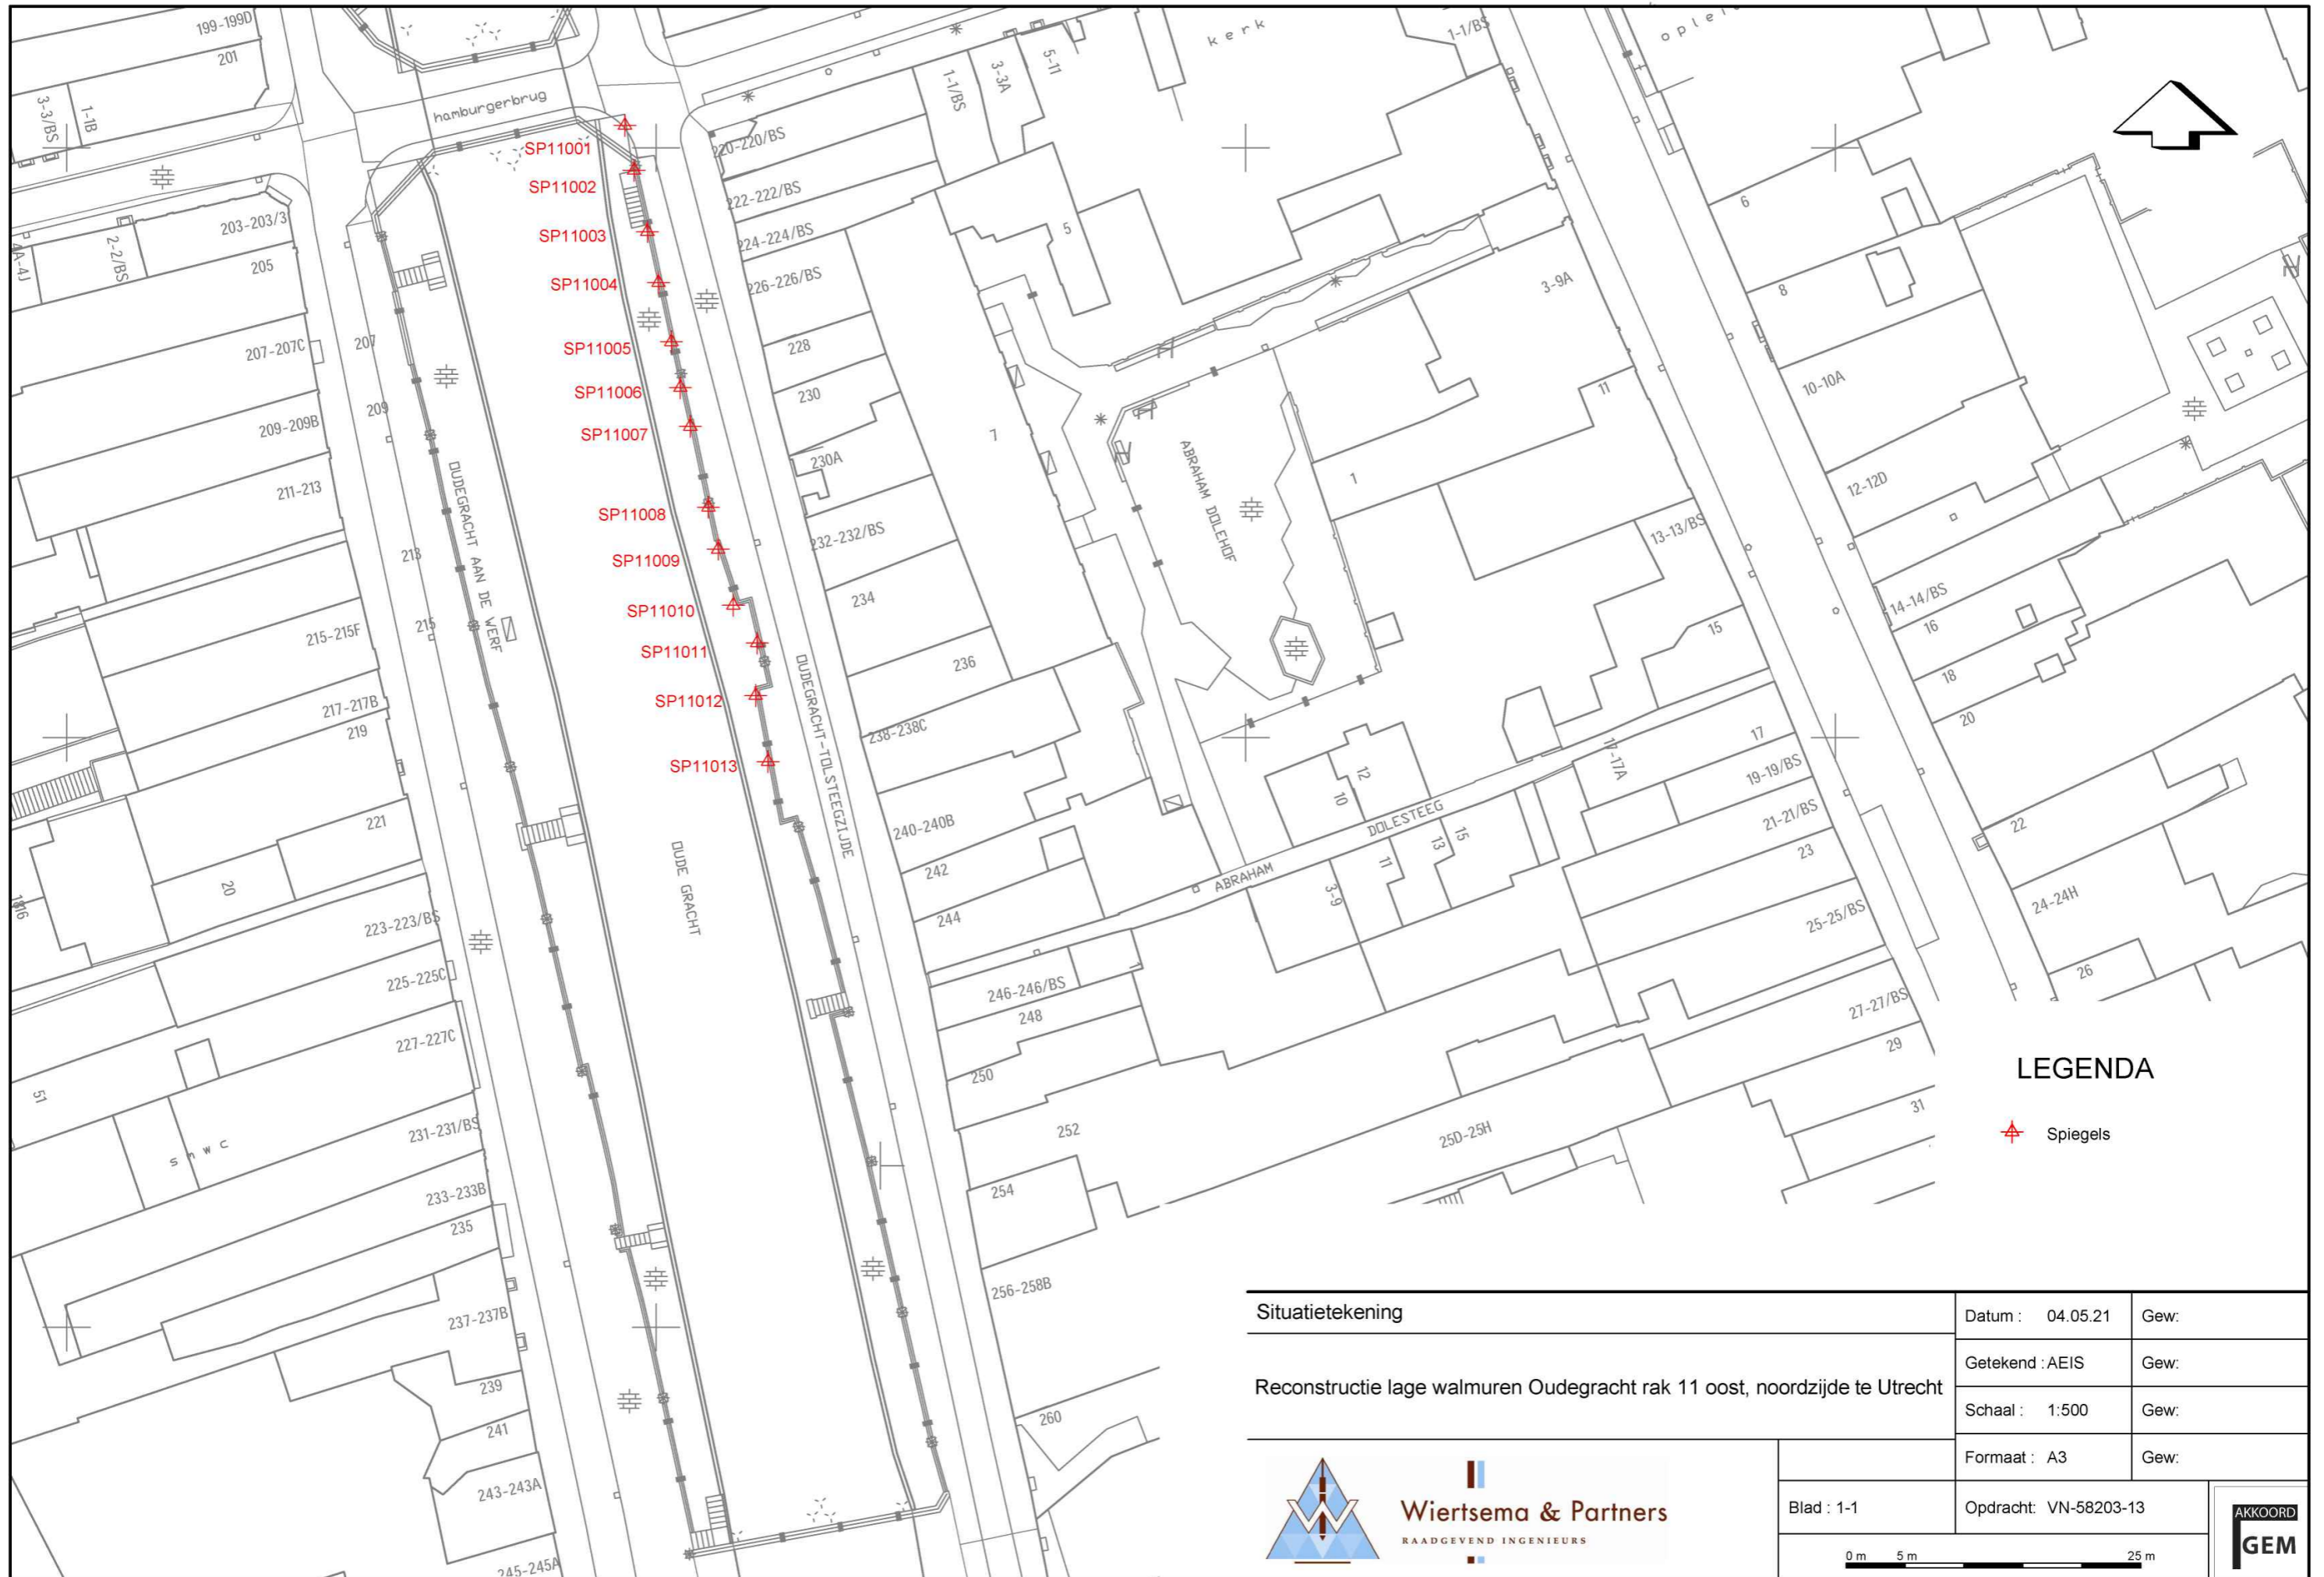 199-199D
201
3-3/BS
1-1B
hamburgerbrug
kerk
1-1/BS
1-1/BS
3-3A
5-11
203-203/3
205
2-2/BS
207-207C
207
209-209B
209
211-213
213
215-215F
215
217-217B
219
221
20
223-223/BS
225-225C
227-227C
51
231-231/BS
233-233B
235
237-237B
239
241
243-243A
245-245A
OUDEGRACHT AAN DE WERF
OUDE GRACHT
OUDEGRACHT-TOLSTEEGZIJDE
SP11001
SP11002
SP11003
SP11004
SP11005
SP11006
SP11007
SP11008
SP11009
SP11010
SP11011
SP11012
SP11013
220-220/BS
222-222/BS
224-224/BS
226-226/BS
228
230
230A
232-232/BS
234
236
238-238C
240-240B
242
244
246-246/BS
248
250
252
254
256-258B
260
5
7
ABRAHAM DOLEHOF
1
3-9A
11
13-13/BS
15
17
17-17A
19-19/BS
21-21/BS
23
25-25/BS
27-27/BS
29
31
25D-25H
12
10
ABRAHAM DOLESTEEG
3-9
11
13
15
6
8
10-10A
12-12D
14-14/BS
16
18
20
22
24-24H
26
LEGENDA
Spiegels
Situatietekening
Reconstructie lage walmuren Oudegracht rak 11 oost, noordzijde te Utrecht
Datum : 04.05.21 Gew:
Getekend : AEIS Gew:
Schaal : 1:500 Gew:
Formaat : A3 Gew:
Blad : 1-1
Opdracht: VN-58203-13
Wiertsema & Partners
RAADGEVEND INGENIEURS
0 m 5 m 25 m
AKKOORD
GEM